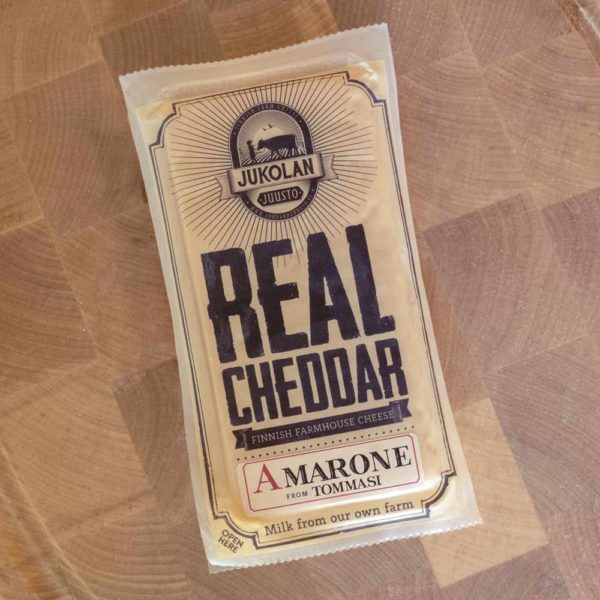 JUKOLAN
JUUSTO
REAL
CHEDDAR
FINNISH FARMHOUSE CHEESE
AMARONE
FROM TOMMASI
Milk from our own farm
OPEN
HERE